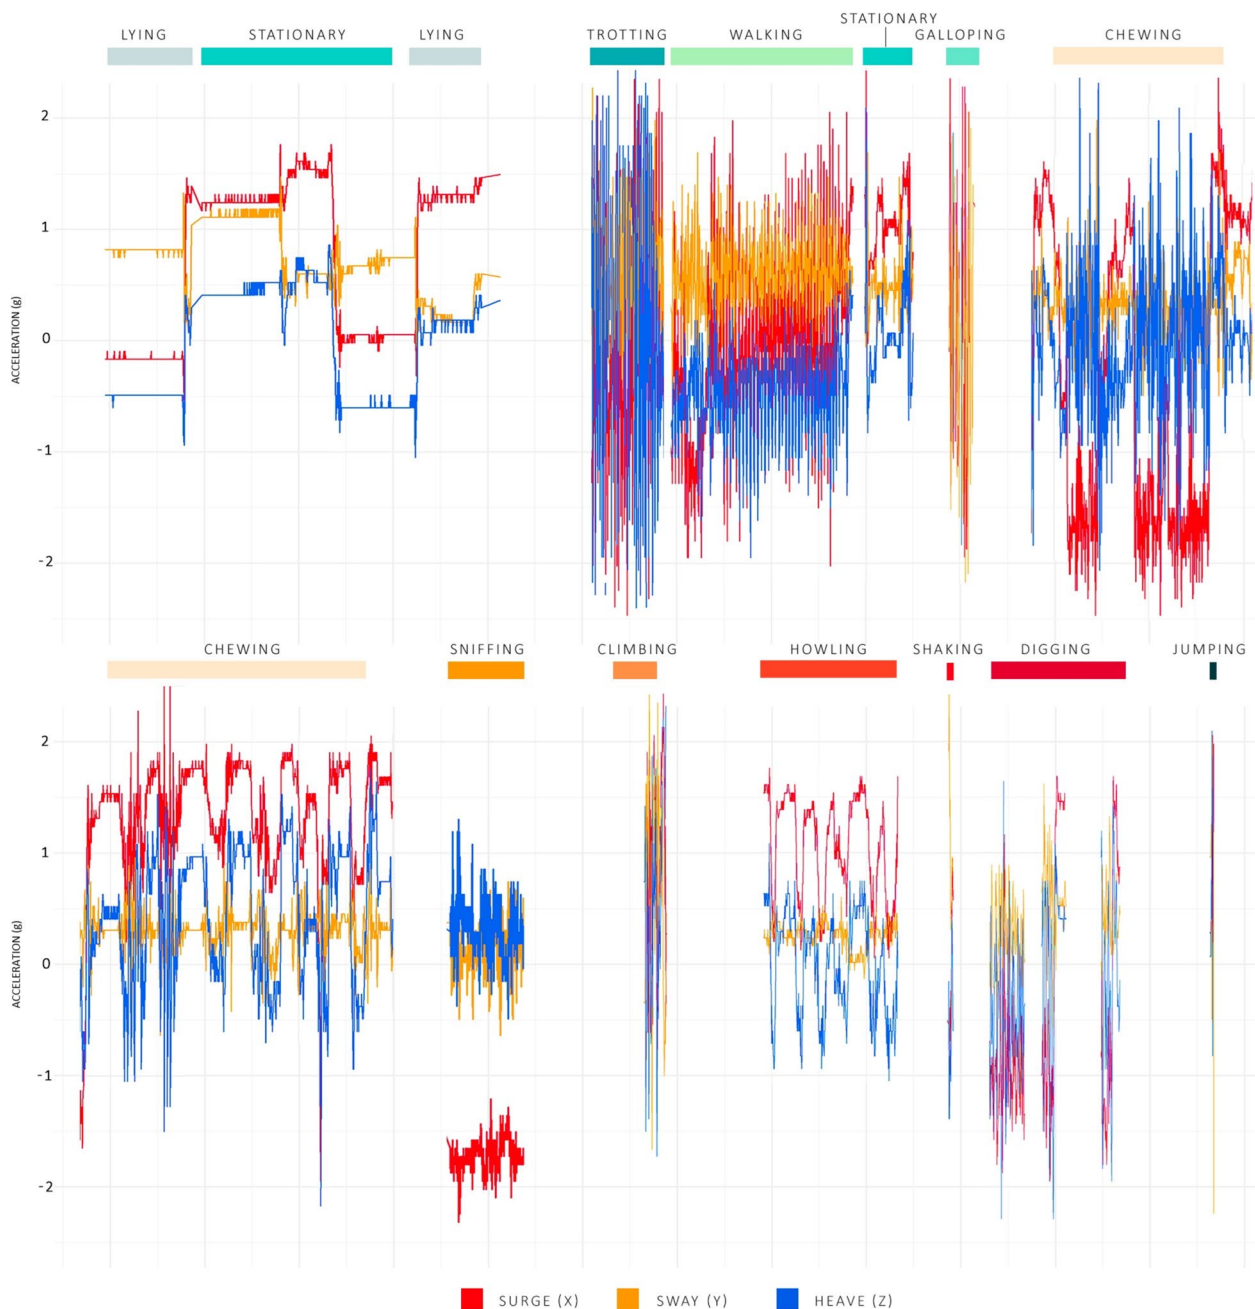 STATIONARY
LYING STATIONARY LYING TROTTING WALKING GALLOPING CHEWING
2
1
0
-1
-2
ACCELERATION (g)
CHEWING SNIFFING CLIMBING HOWLING SHAKING DIGGING JUMPING
2
1
0
-1
-2
ACCELERATION (g)
SURGE (X) SWAY (Y) HEAVE (Z)